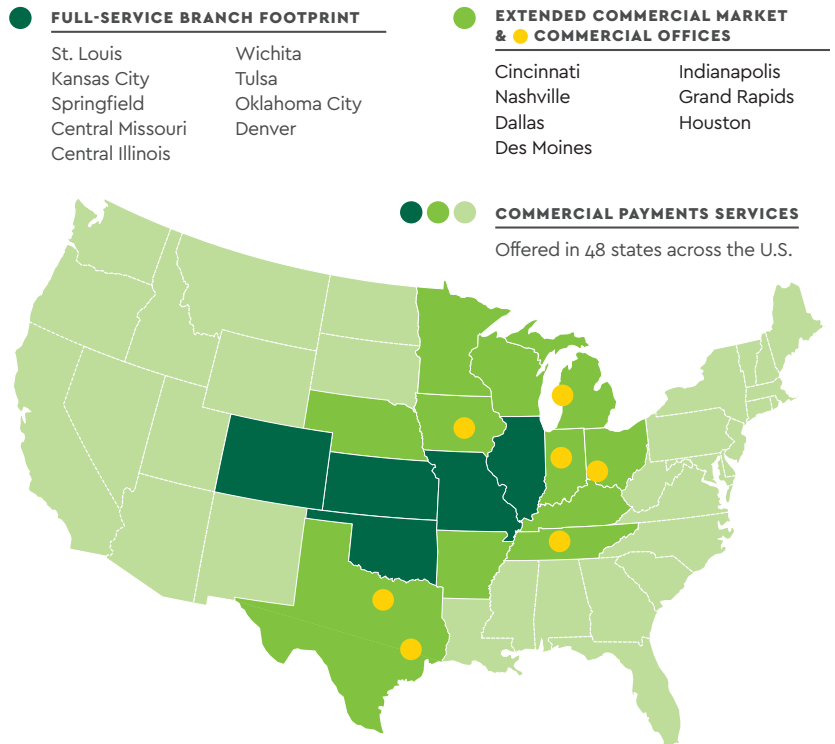 FULL-SERVICE BRANCH FOOTPRINT
St. Louis
Kansas City
Springfield
Central Missouri
Central Illinois
Wichita
Tulsa
Oklahoma City
Denver
EXTENDED COMMERCIAL MARKET
& COMMERCIAL OFFICES
Cincinnati
Nashville
Dallas
Des Moines
Indianapolis
Grand Rapids
Houston
COMMERCIAL PAYMENTS SERVICES
Offered in 48 states across the U.S.